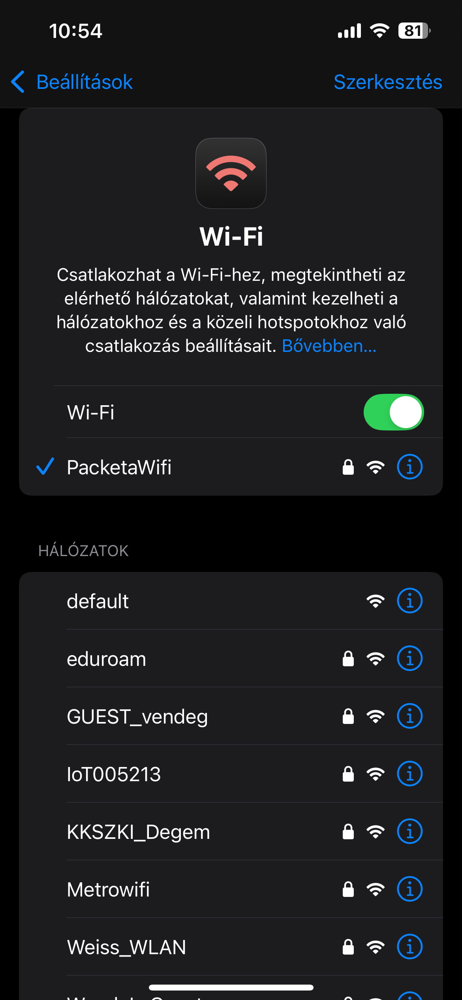 10:54
81
Beállítások
Szerkesztés
Wi-Fi
Csatlakozhat a Wi-Fi-hez, megtekintheti az
elérhető hálózatokat, valamint kezelheti a
hálózatokhoz és a közeli hotspotokhoz való
csatlakozás beállításait. Bővebben...
Wi-Fi
PacketaWifi
HÁLÓZATOK
default
eduroam
GUEST_vendeg
IoT005213
KKSZKI_Degem
Metrowifi
Weiss_WLAN